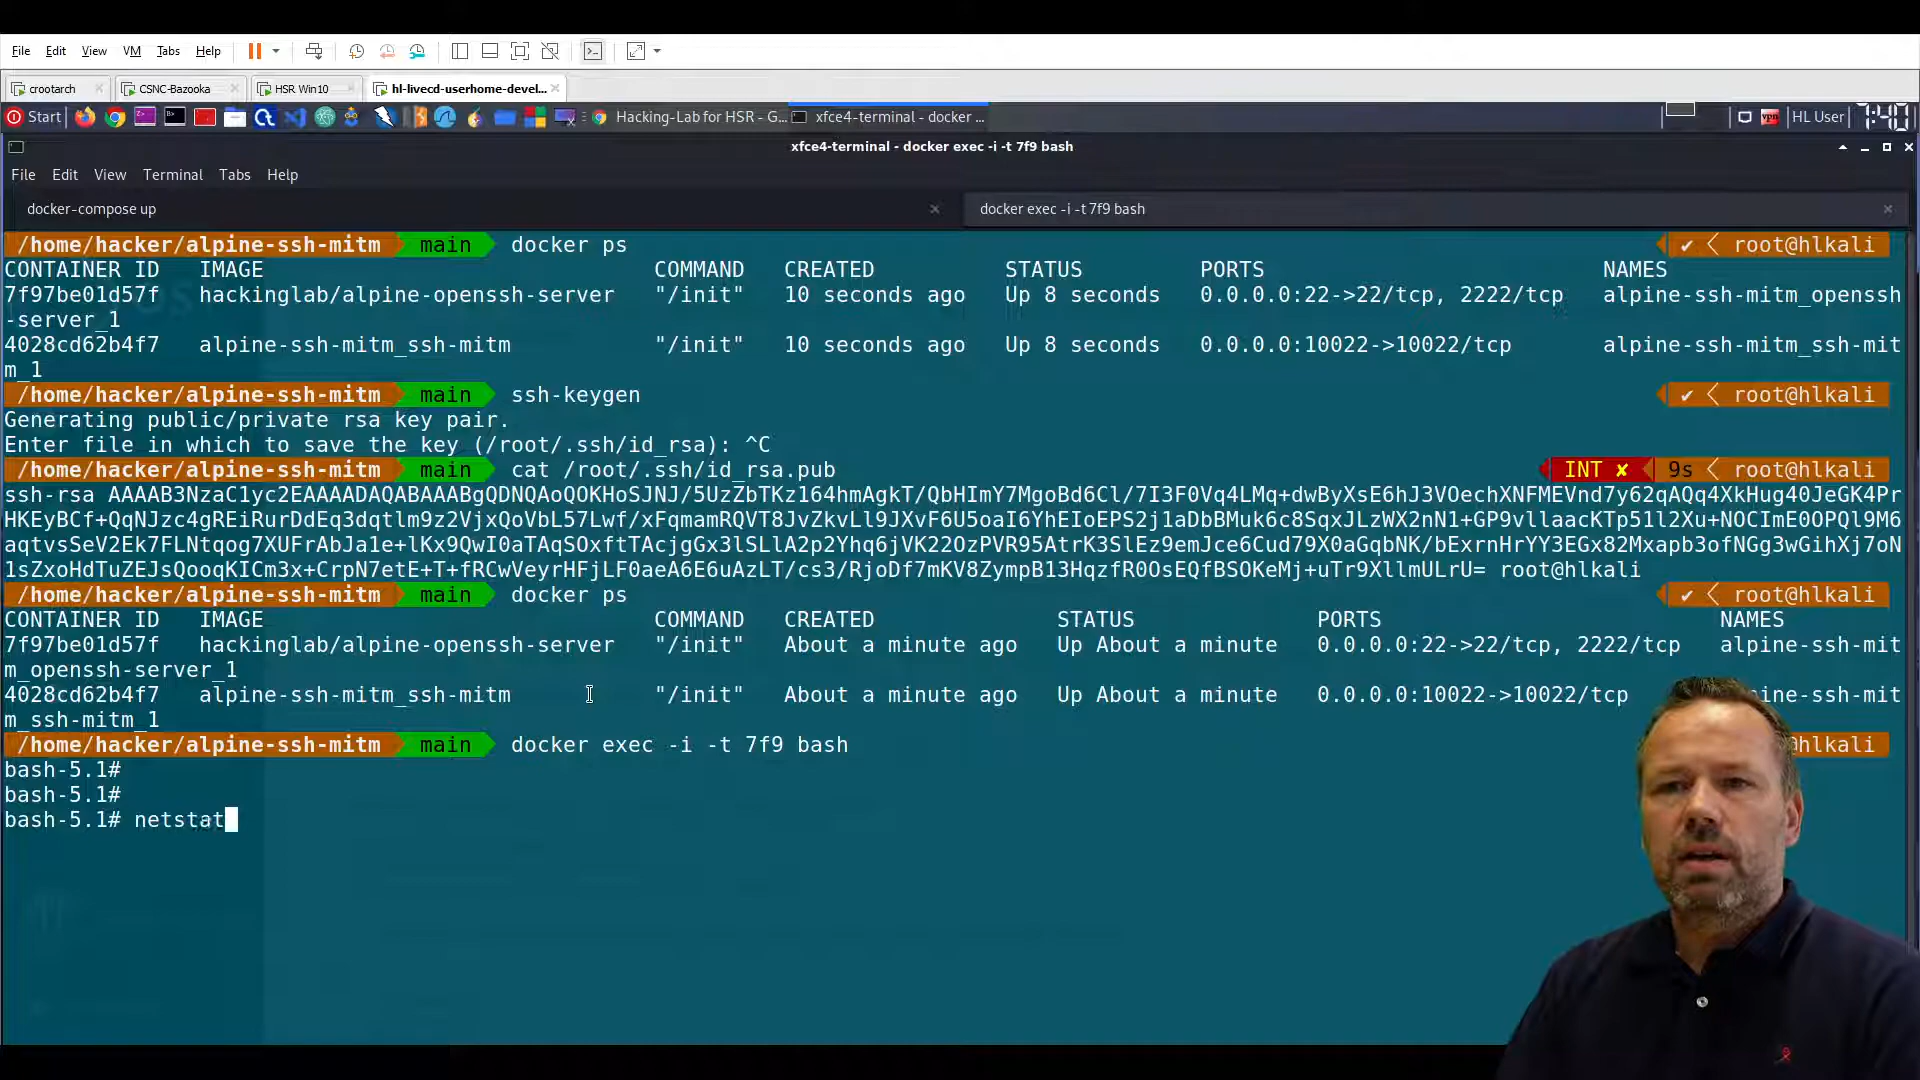 File Edit View VM Tabs Help
crootarch CSNC-Bazooka HSR Win10 hl-livecd-userhome-devel...
Start Hacking-Lab for HSR - G... xfce4-terminal - docker ... vpn HL User 7:40
xfce4-terminal - docker exec -i -t 7f9 bash
File Edit View Terminal Tabs Help
docker-compose up docker exec -i -t 7f9 bash
/home/hacker/alpine-ssh-mitm main docker ps ✔ root@hlkali
CONTAINER ID IMAGE COMMAND CREATED STATUS PORTS NAMES
7f97be01d57f hackinglab/alpine-openssh-server "/init" 10 seconds ago Up 8 seconds 0.0.0.0:22->22/tcp, 2222/tcp alpine-ssh-mitm_openssh
-server_1
4028cd62b4f7 alpine-ssh-mitm_ssh-mitm "/init" 10 seconds ago Up 8 seconds 0.0.0.0:10022->10022/tcp alpine-ssh-mitm_ssh-mit
m_1
/home/hacker/alpine-ssh-mitm main ssh-keygen ✔ root@hlkali
Generating public/private rsa key pair.
Enter file in which to save the key (/root/.ssh/id_rsa): ^C
/home/hacker/alpine-ssh-mitm main cat /root/.ssh/id_rsa.pub INT ✘ 9s root@hlkali
ssh-rsa AAAAB3NzaC1yc2EAAAADAQABAAABgQDNQAoQOKHoSJNJ/5UzZbTKz164hmAgkT/QbHImY7MgoBd6Cl/7I3F0Vq4LMq+dwByXsE6hJ3VOechXNFMEVnd7y62qAQq4XkHug40JeGK4Pr
HKEyBCf+QqNJzc4gREiRurDdEq3dqtlm9z2VjxQoVbL57Lwf/xFqmamRQVT8JvZkvLl9JXvF6U5oaI6YhEIoEPS2j1aDbBMuk6c8SqxJLzWX2nN1+GP9vllaacKTp51l2Xu+NOCImE0OPQl9M6
aqtvsSeV2Ek7FLNtqog7XUFrAbJa1e+lKx9QwI0aTAqSOxftTAcjgGx3lSLlA2p2Yhq6jVK22OzPVR95AtrK3SlEz9emJce6Cud79X0aGqbNK/bExrnHrYY3EGx82Mxapb3ofNGg3wGihXj7oN
1sZxoHdTuZEJsQooqKICm3x+CrpN7etE+T+fRCwVeyrHFjLF0aeA6E6uAzLT/cs3/RjoDf7mKV8ZympB13HqzfR0OsEQfBSOKeMj+uTr9XllmULrU= root@hlkali
/home/hacker/alpine-ssh-mitm main docker ps ✔ root@hlkali
CONTAINER ID IMAGE COMMAND CREATED STATUS PORTS NAMES
7f97be01d57f hackinglab/alpine-openssh-server "/init" About a minute ago Up About a minute 0.0.0.0:22->22/tcp, 2222/tcp alpine-ssh-mit
m_openssh-server_1
4028cd62b4f7 alpine-ssh-mitm_ssh-mitm "/init" About a minute ago Up About a minute 0.0.0.0:10022->10022/tcp pine-ssh-mit
m_ssh-mitm_1
/home/hacker/alpine-ssh-mitm main docker exec -i -t 7f9 bash hlkali
bash-5.1#
bash-5.1#
bash-5.1# netstat